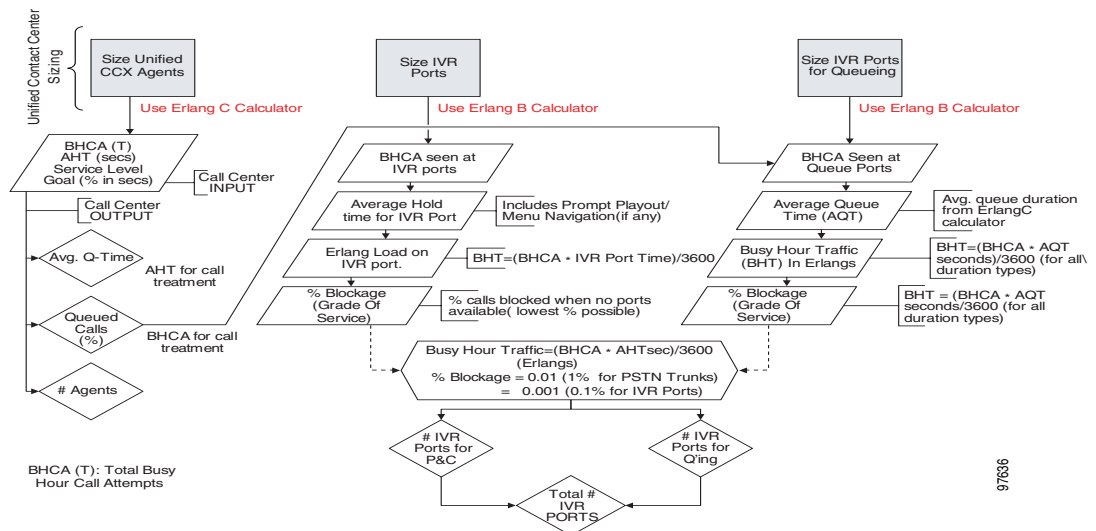 Unified Contact Center
Sizing
Size Unified
CCX Agents
Size IVR
Ports
Size IVR Ports
for Queueing
Use Erlang C Calculator
Use Erlang B Calculator
Use Erlang B Calculator
BHCA (T)
AHT (secs)
Service Level
Goal (% in secs)
Call Center
INPUT
Call Center
OUTPUT
Avg. Q-Time
AHT for call
treatment
Queued
Calls
(%)
BHCA for call
treatment
# Agents
BHCA (T): Total Busy
Hour Call Attempts
BHCA seen at
IVR ports
Average Hold
time for IVR Port
Includes Prompt Playout/
Menu Navigation(if any)
Erlang Load on
IVR port.
BHT=(BHCA * IVR Port Time)/3600
% Blockage
(Grade Of
Service)
% calls blocked when no ports
available( lowest % possible)
BHCA Seen at
Queue Ports
Average Queue
Time (AQT)
Avg. queue duration
from ErlangC
calculator
Busy Hour Traffic
(BHT) In Erlangs
BHT=(BHCA * AQT
seconds)/3600 (for all\
duration types)
% Blockage
(Grade Of
Service)
BHT = (BHCA * AQT
seconds/3600 (for all
duration types)
Busy Hour Traffic=(BHCA * AHTsec)/3600
(Erlangs)
% Blockage = 0.01 (1% for PSTN Trunks)
= 0.001 (0.1% for IVR Ports)
# IVR
Ports for
P&C
# IVR
Ports for
Q'ing
Total #
IVR
PORTS
97636